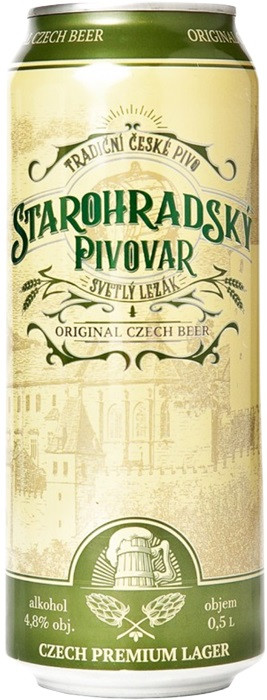 CZECH BEER ORIGINAL
TRADIČNÍ ČESKÉ PIVO
STAROHRADSKÝ
PIVOVAR
SVETLÝ LEZÁK
ORIGINAL CZECH BEER
alkohol objem
4,8% obj. 0,5 L
CZECH PREMIUM LAGER